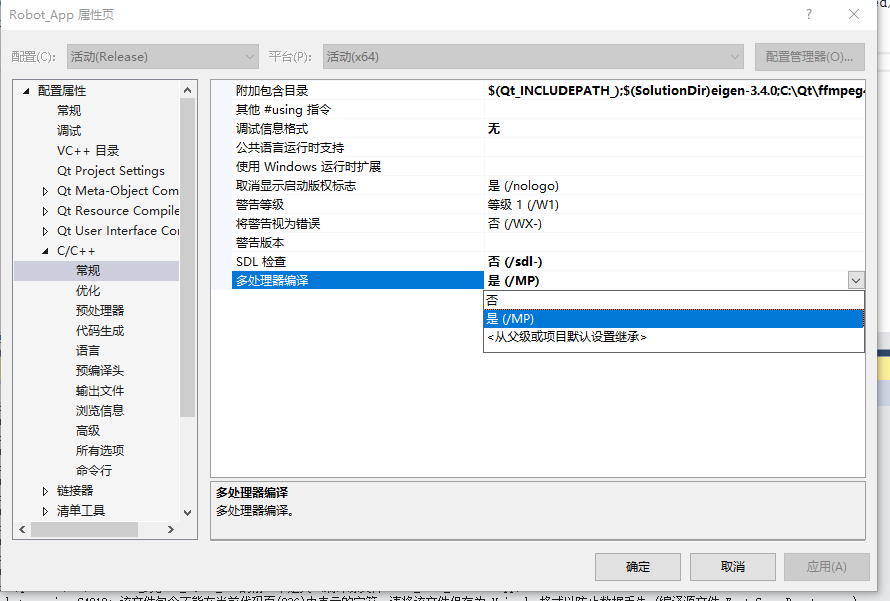 Robot_App 属性页
?
配置(C):
活动(Release)
平台(P):
活动(x64)
配置管理器(O)...
配置属性
常规
调试
VC++ 目录
Qt Project Settings
Qt Meta-Object Com
Qt Resource Compile
Qt User Interface Cor
C/C++
常规
优化
预处理器
代码生成
语言
预编译头
输出文件
浏览信息
高级
所有选项
命令行
链接器
清单工具
附加包含目录 $(Qt_INCLUDEPATH_);$(SolutionDir)eigen-3.4.0;C:\Qt\ffmpeg4
其他 #using 指令
调试信息格式 无
公共语言运行时支持
使用 Windows 运行时扩展
取消显示启动版权标志 是 (/nologo)
警告等级 等级 1 (/W1)
将警告视为错误 否 (/WX-)
警告版本
SDL 检查 否 (/sdl-)
多处理器编译 是 (/MP)
否
是 (/MP)
<从父级或项目默认设置继承>
多处理器编译
多处理器编译。
确定
取消
应用(A)